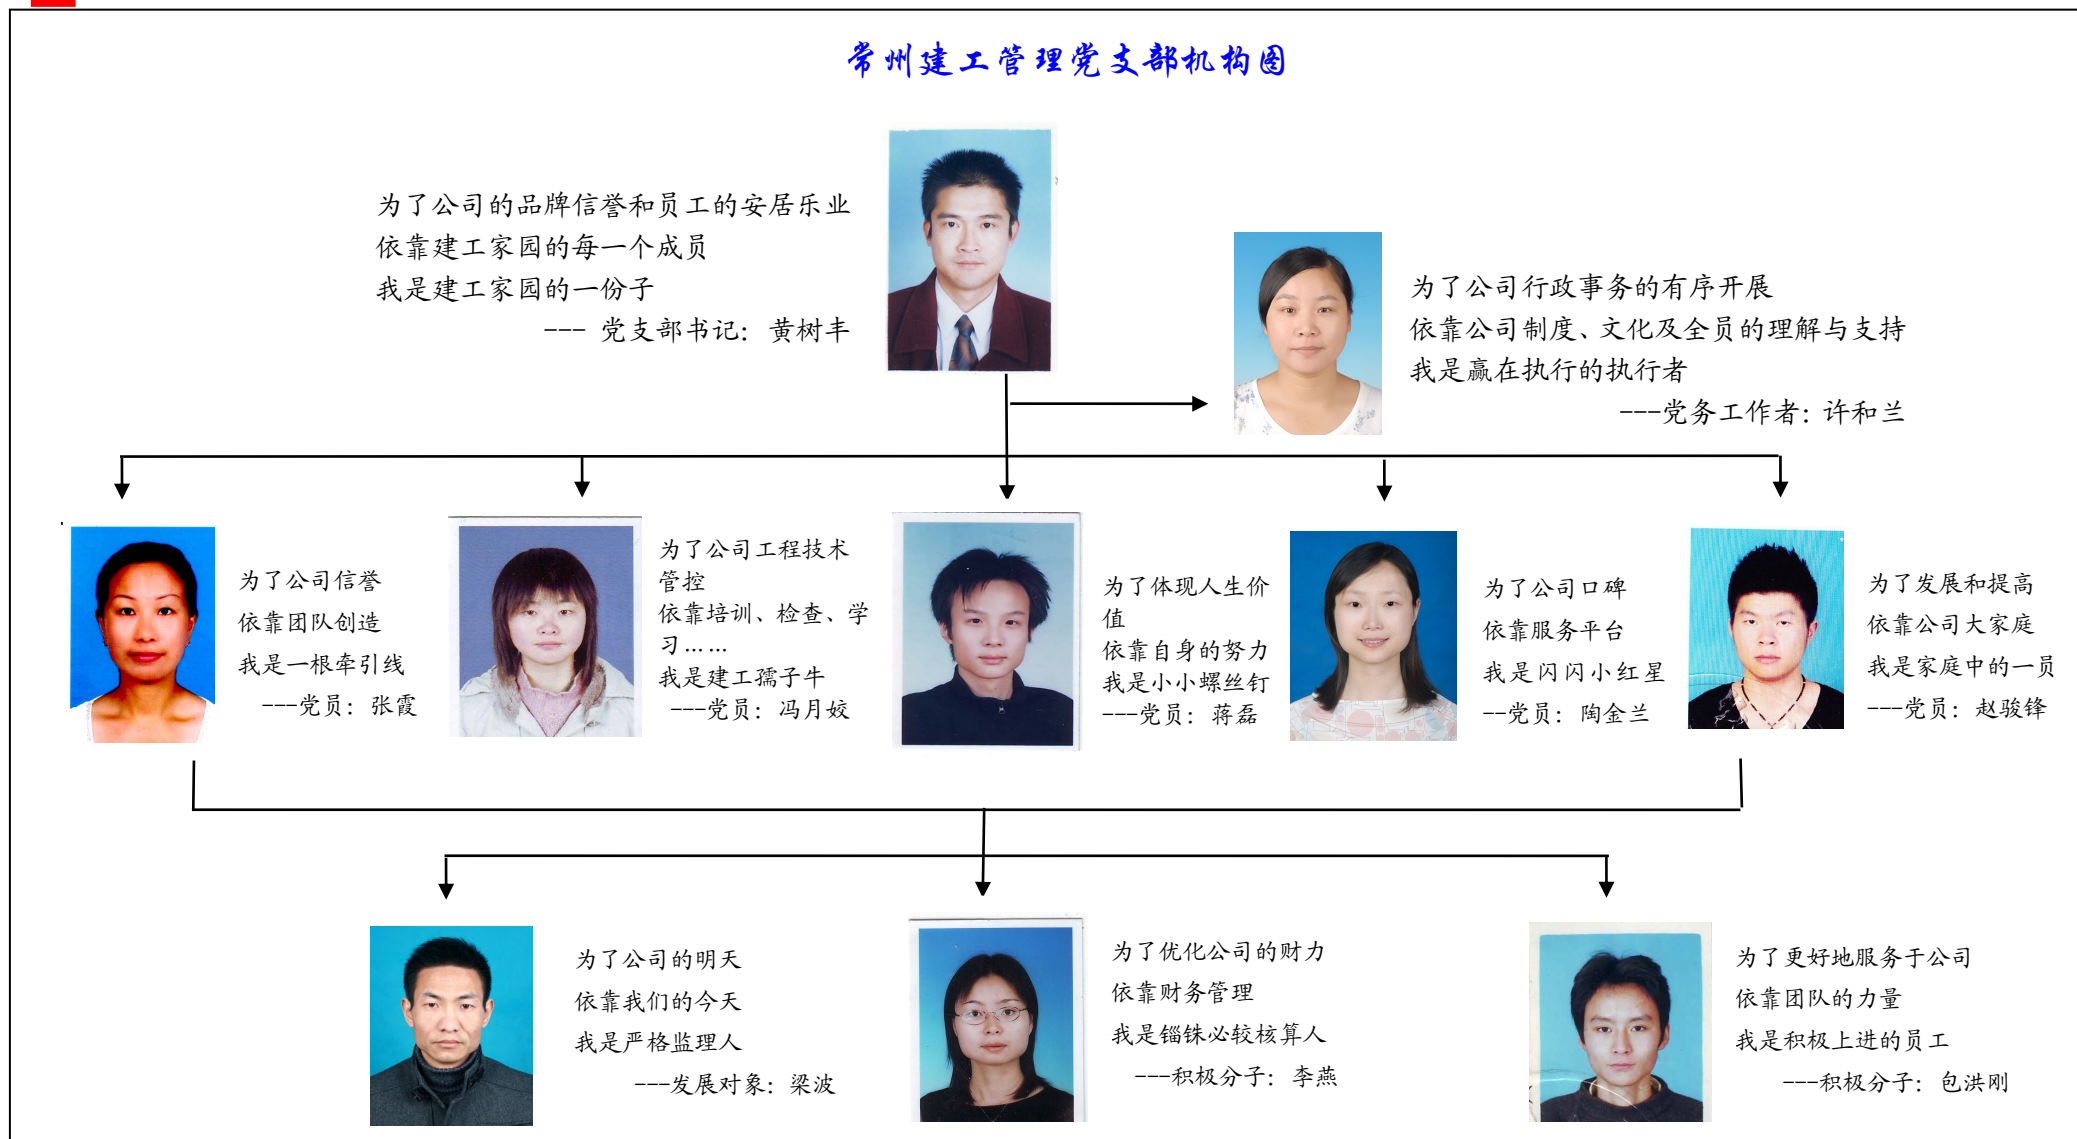 常州建工管理党支部机构图
为了公司的品牌信誉和员工的安居乐业
依靠建工家园的每一个成员
我是建工家园的一份子
--- 党支部书记：黄树丰
为了公司行政事务的有序开展
依靠公司制度、文化及全员的理解与支持
我是赢在执行的执行者
---党务工作者：许和兰
为了公司信誉
依靠团队创造
我是一根牵引线
---党员：张霞
为了公司工程技术
管控
依靠培训、检查、学
习……
我是建工孺子牛
---党员：冯月姣
为了体现人生价
值
依靠自身的努力
我是小小螺丝钉
---党员：蒋磊
为了公司口碑
依靠服务平台
我是闪闪小红星
--党员：陶金兰
为了发展和提高
依靠公司大家庭
我是家庭中的一员
---党员：赵骏锋
为了公司的明天
依靠我们的今天
我是严格监理人
---发展对象：梁波
为了优化公司的财力
依靠财务管理
我是锱铢必较核算人
---积极分子：李燕
为了更好地服务于公司
依靠团队的力量
我是积极上进的员工
---积极分子：包洪刚